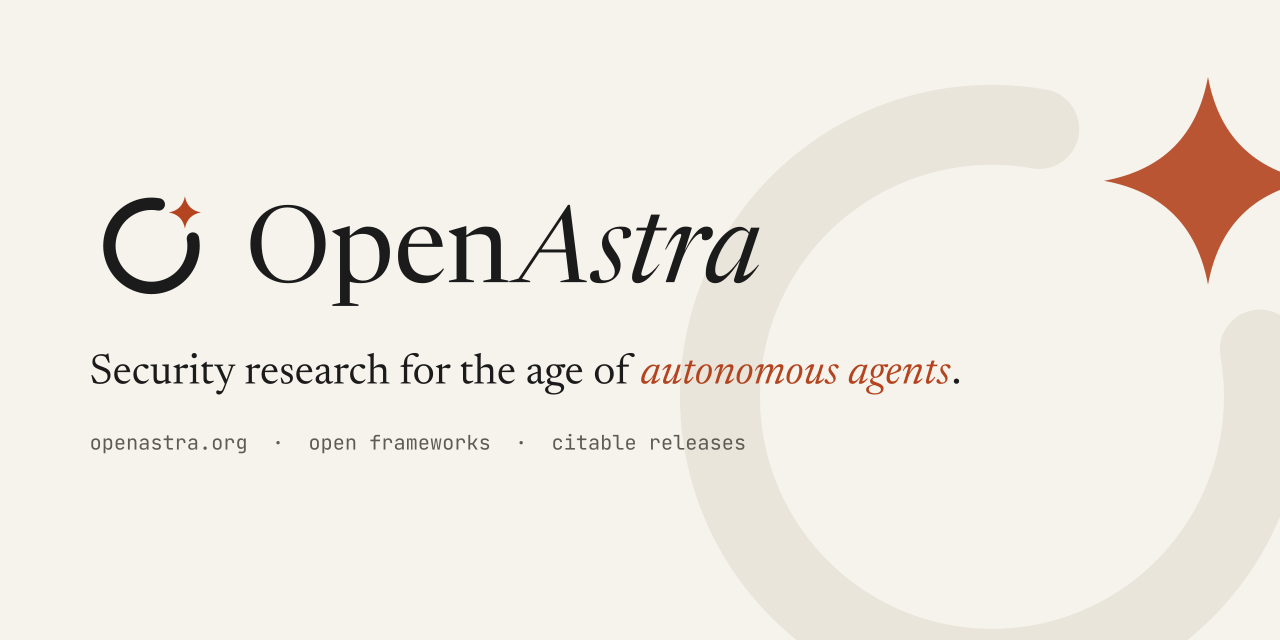 OpenAstra
Security research for the age of autonomous agents.
openastra.org · open frameworks · citable releases